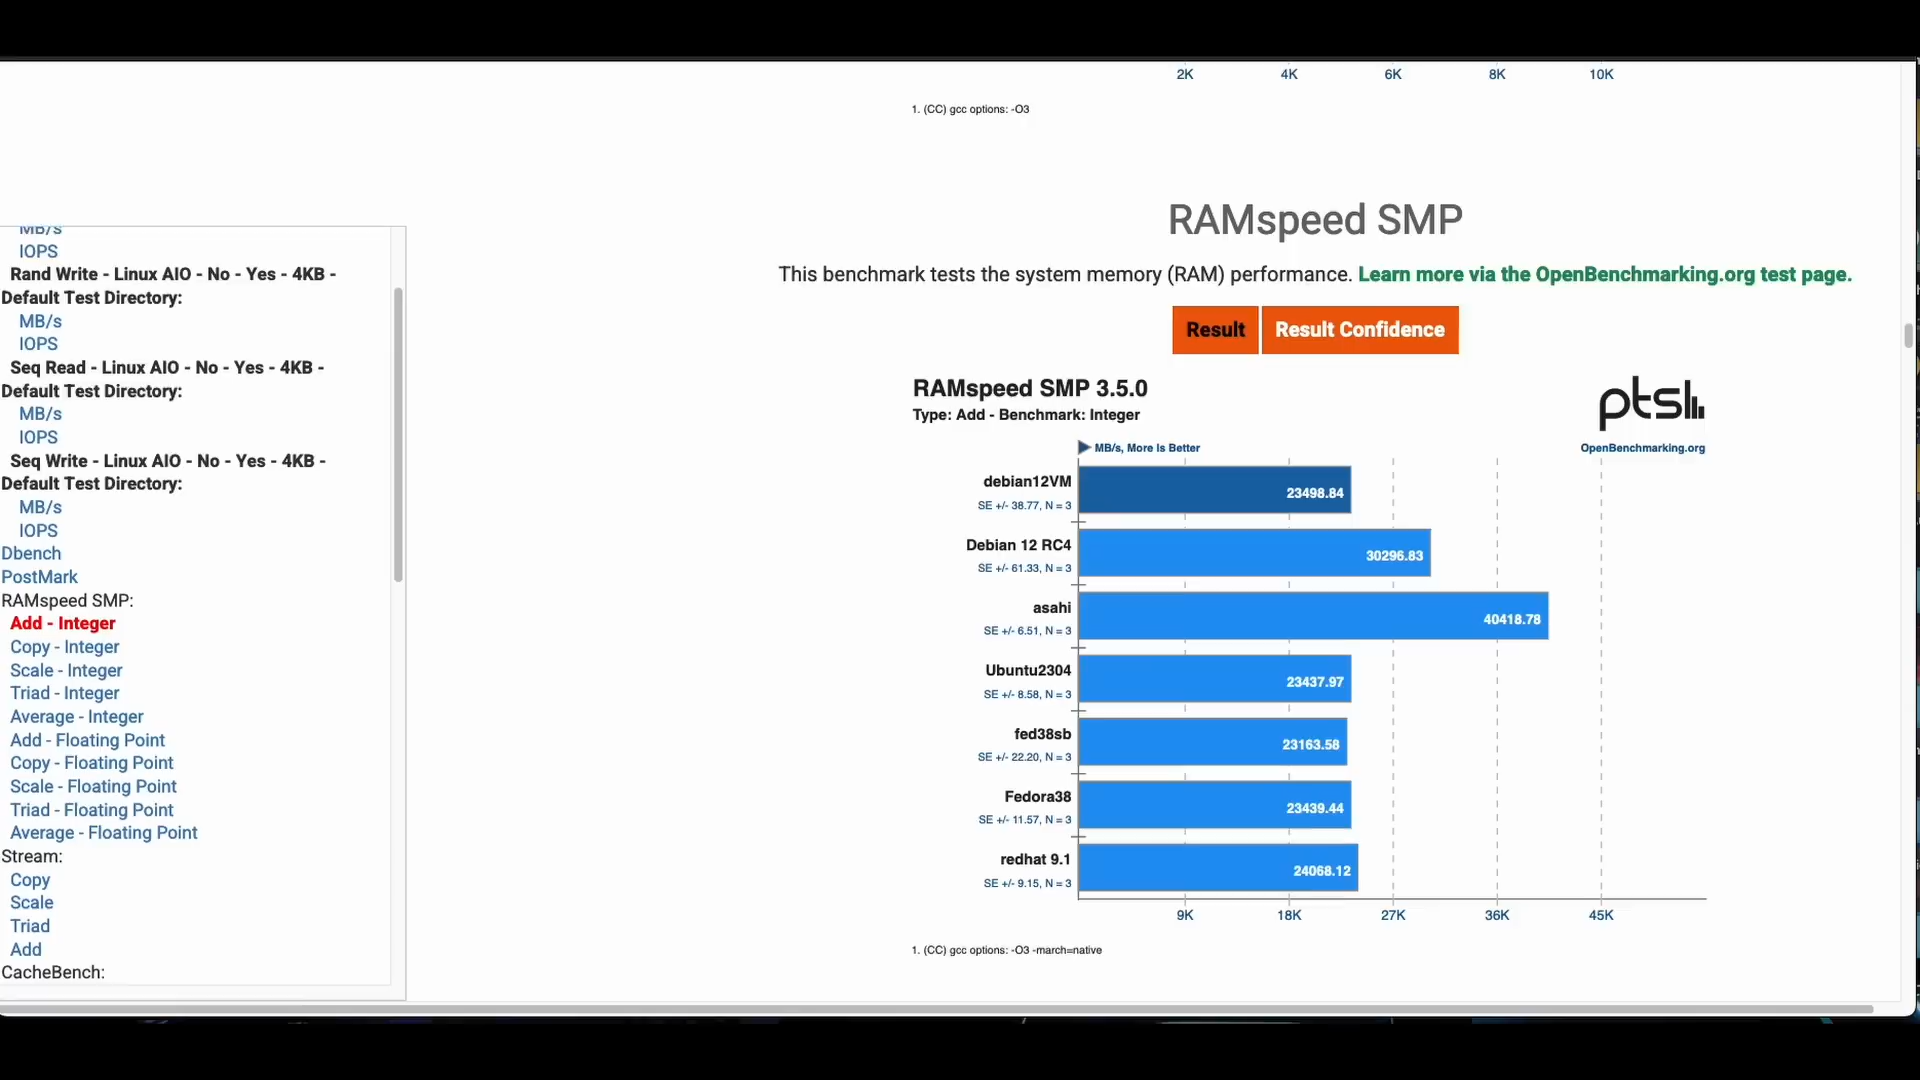 2K 4K 6K 8K 10K
1. (CC) gcc options: -O3
MB/s
IOPS
Rand Write - Linux AIO - No - Yes - 4KB -
Default Test Directory:
MB/s
IOPS
Seq Read - Linux AIO - No - Yes - 4KB -
Default Test Directory:
MB/s
IOPS
Seq Write - Linux AIO - No - Yes - 4KB -
Default Test Directory:
MB/s
IOPS
Dbench
PostMark
RAMspeed SMP:
Add - Integer
Copy - Integer
Scale - Integer
Triad - Integer
Average - Integer
Add - Floating Point
Copy - Floating Point
Scale - Floating Point
Triad - Floating Point
Average - Floating Point
Stream:
Copy
Scale
Triad
Add
CacheBench:
RAMspeed SMP
This benchmark tests the system memory (RAM) performance. Learn more via the OpenBenchmarking.org test page.
Result Result Confidence
RAMspeed SMP 3.5.0
Type: Add - Benchmark: Integer
pts
MB/s, More Is Better
OpenBenchmarking.org
debian12VM
SE +/- 38.77, N = 3
23498.84
Debian 12 RC4
SE +/- 61.33, N = 3
30296.83
asahi
SE +/- 6.51, N = 3
40418.78
Ubuntu2304
SE +/- 8.58, N = 3
23437.97
fed38sb
SE +/- 22.20, N = 3
23163.58
Fedora38
SE +/- 11.57, N = 3
23439.44
redhat 9.1
SE +/- 9.15, N = 3
24068.12
9K 18K 27K 36K 45K
1. (CC) gcc options: -O3 -march=native